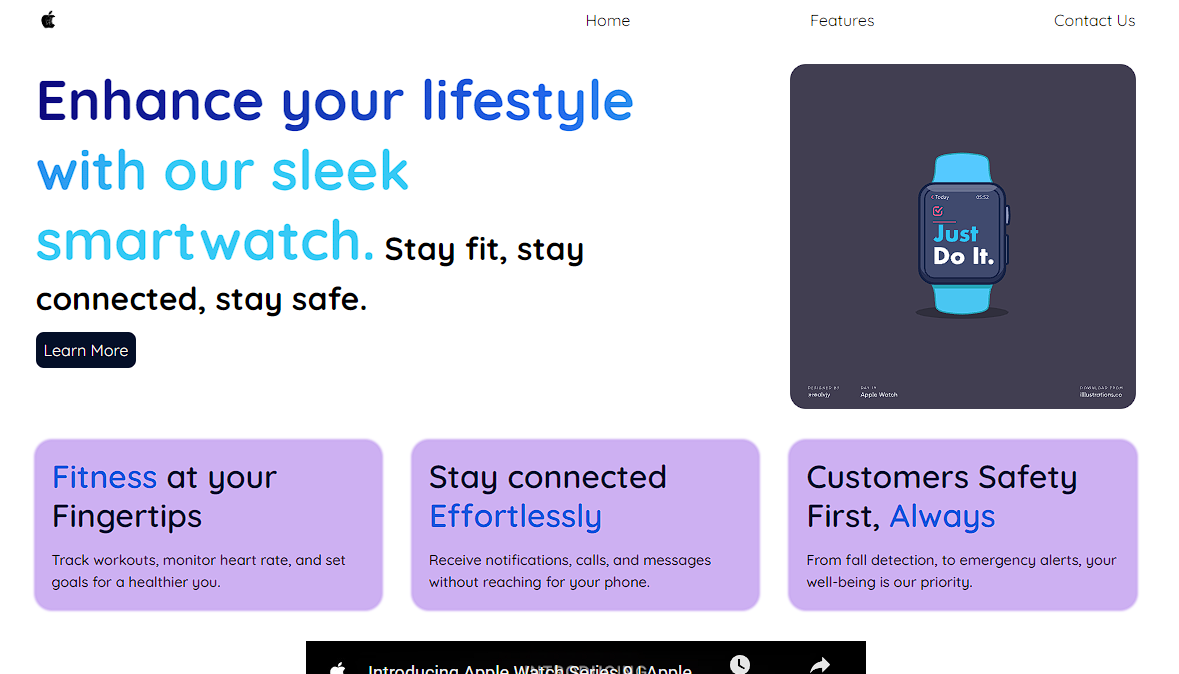 Home Features Contact Us
Enhance your lifestyle
with our sleek
smartwatch. Stay fit, stay
connected, stay safe.
Learn More
Today 05:52
Just
Do It.
DESIGNED BY DAY 19 DOWNLOAD FROM
Apple Watch illlustrations.co
Fitness at your
Fingertips
Track workouts, monitor heart rate, and set
goals for a healthier you.
Stay connected
Effortlessly
Receive notifications, calls, and messages
without reaching for your phone.
Customers Safety
First, Always
From fall detection, to emergency alerts, your
well-being is our priority.
Introducing Apple Watch Series 9 | Apple
INTRODUCING